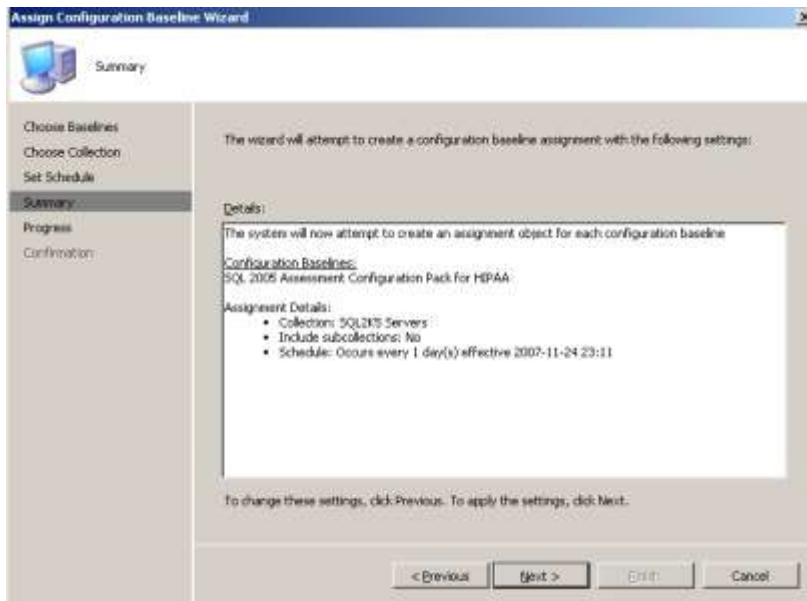 Assign Configuration Baseline Wizard
Summary
Choose Baselines
Choose Collection
Set Schedule
Summary
Progress
Confirmation
The wizard will attempt to create a configuration baseline assignment with the following settings:
Details:
The system will now attempt to create an assignment object for each configuration baseline
Configuration Baselines:
SQL 2005 Assessment Configuration Pack for HIPAA
Assignment Details:
• Collection: SQL2K5 Servers
• Include subcollections: No
• Schedule: Occurs every 1 day(s) effective 2007-11-24 23:11
To change these settings, click Previous. To apply the settings, click Next.
< Previous
Next >
Finish
Cancel